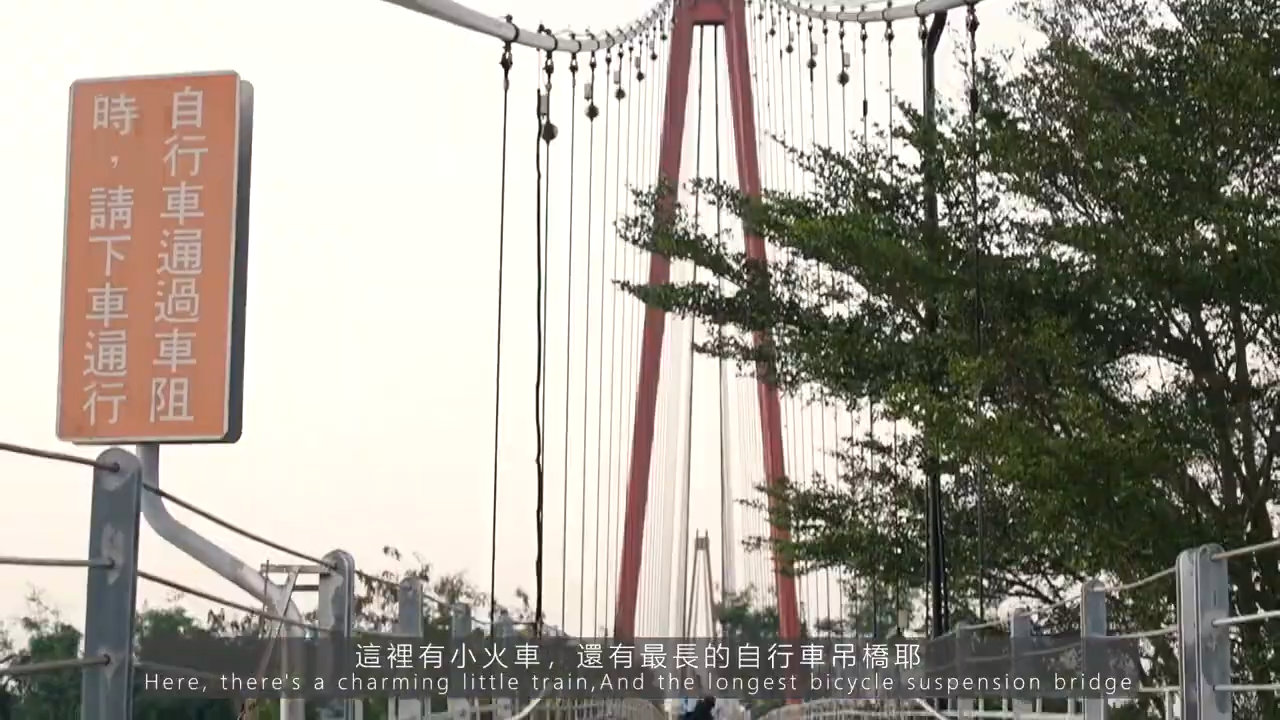 自行車通過車阻
時，請下車通行
這裡有小火車，還有最長的自行車吊橋耶
Here, there's a charming little train,And the longest bicycle suspension bridge